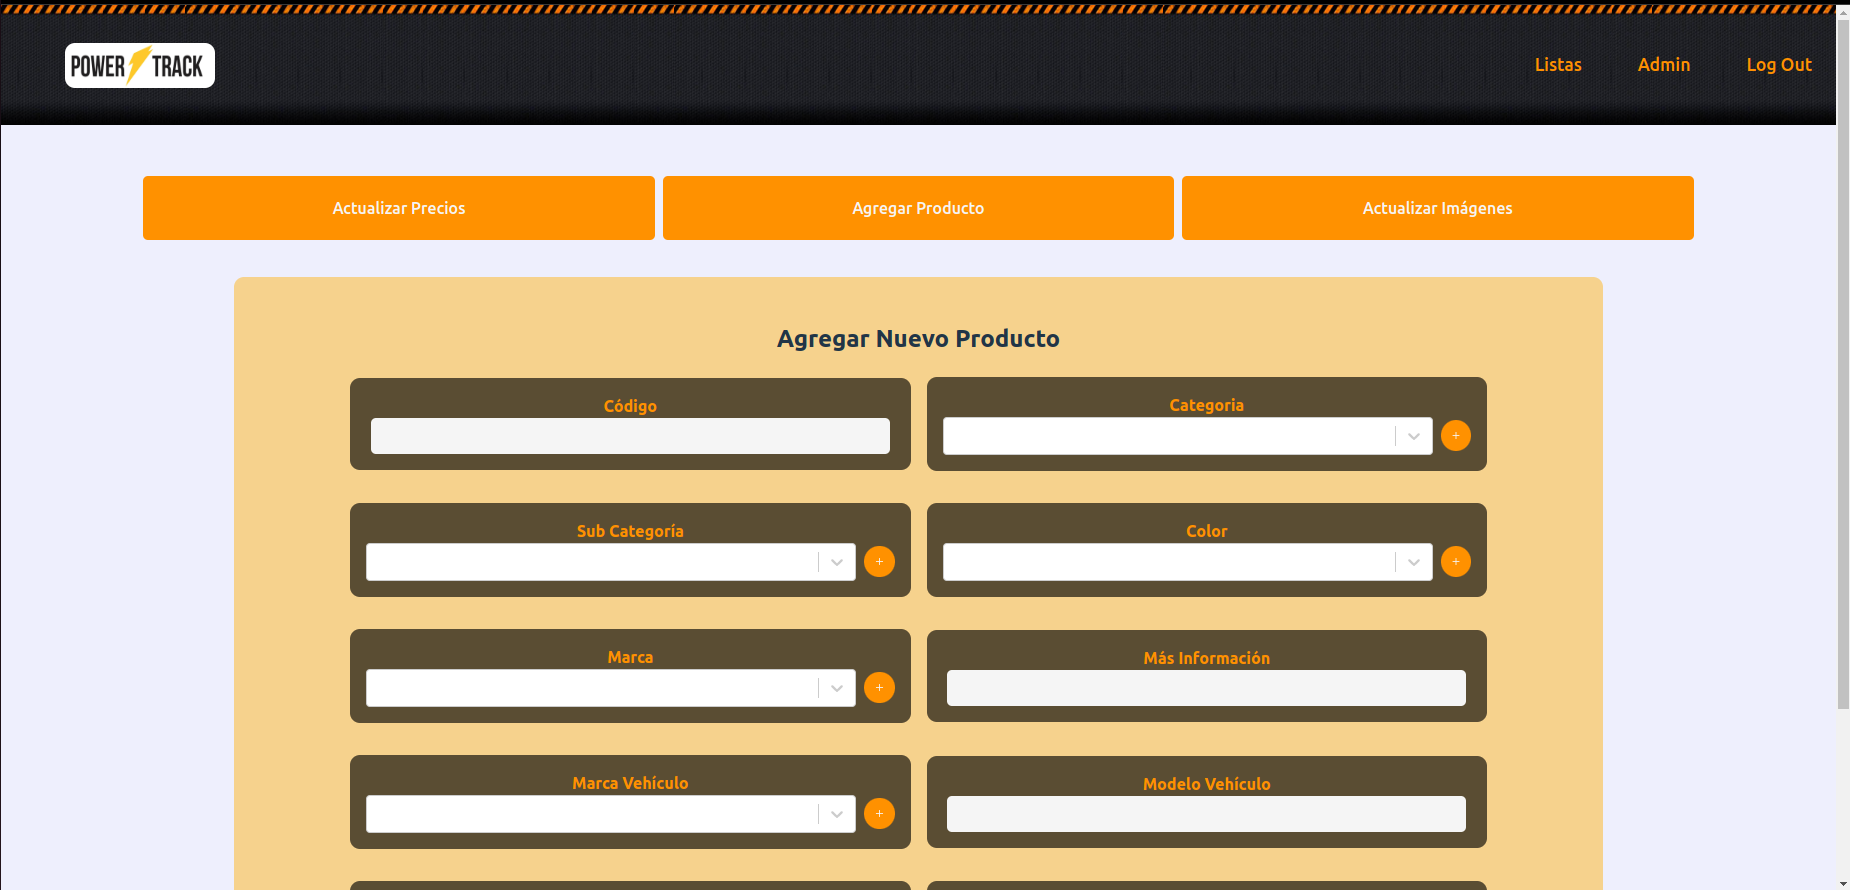 POWER TRACK
Listas
Admin
Log Out
Actualizar Precios
Agregar Producto
Actualizar Imágenes
Agregar Nuevo Producto
Código
Categoria
+
Sub Categoría
+
Color
+
Marca
+
Más Información
Marca Vehículo
+
Modelo Vehículo